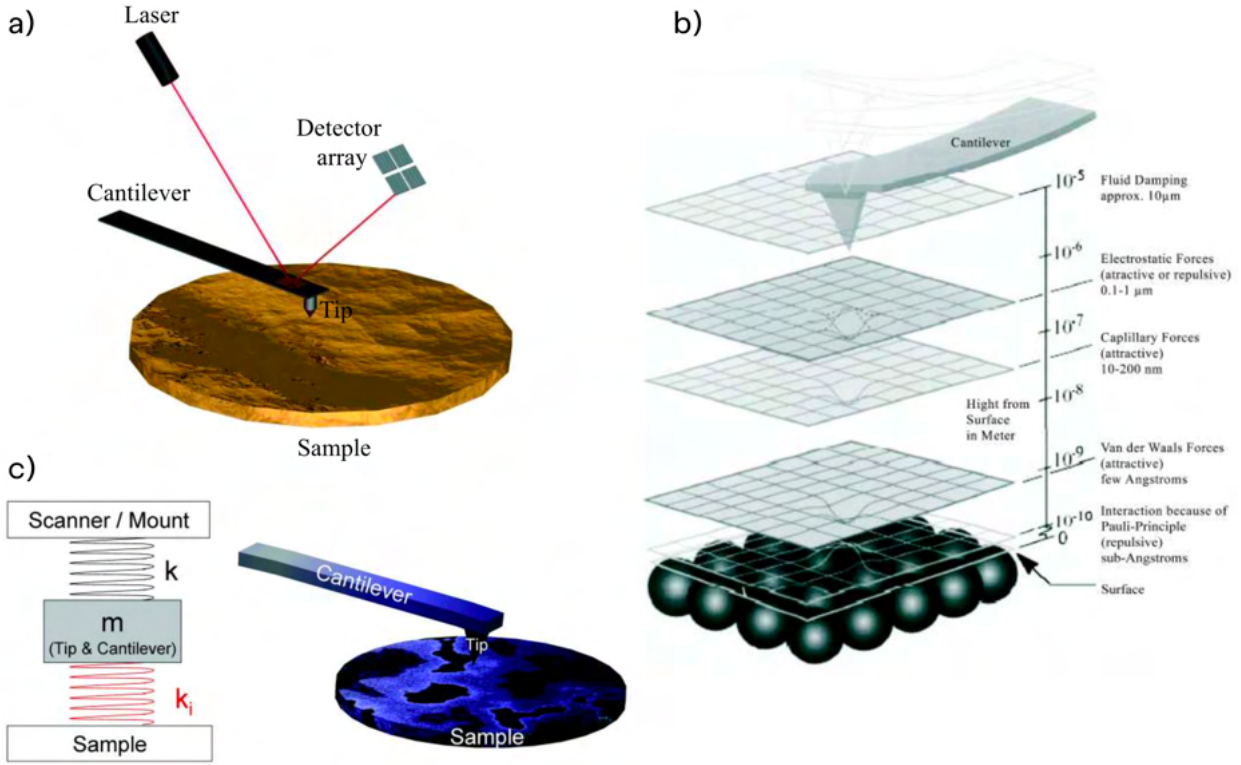 a)
Laser
Detector
array
Cantilever
Tip
Sample
b)
Cantilever
10-5
Fluid Damping
approx. 10µm
10-6
Electrostatic Forces
(atractive or repulsive)
0.1-1 µm
10-7
Caplillary Forces
(attractive)
10-200 nm
10-8
Hight from
Surface
in Meter
10-9
Van der Waals Forces
(attractive)
few Angstroms
10-10
0
Interaction because of
Pauli-Principle
(repulsive)
sub-Angstroms
Surface
c)
Scanner / Mount
k
m
(Tip & Cantilever)
ki
Sample
Cantilever
Tip
Sample